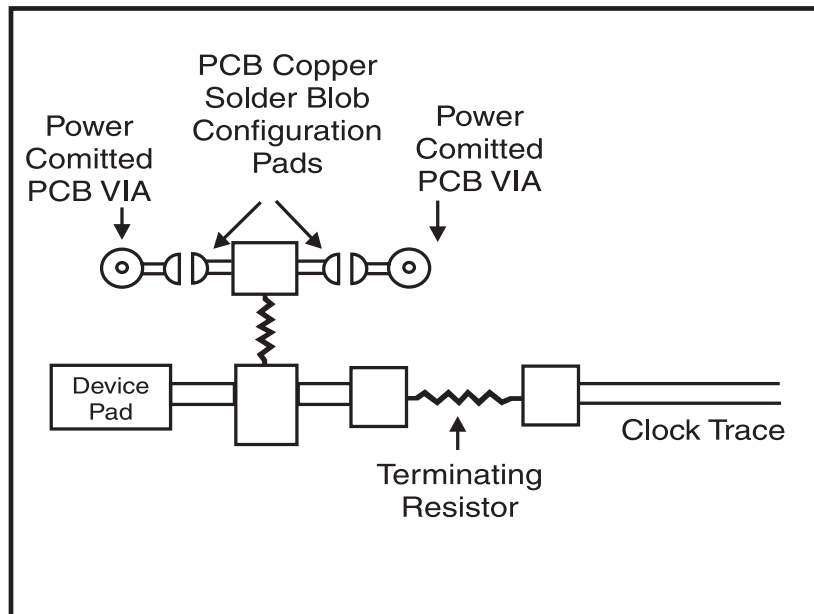 PCB Copper
Solder Blob
Configuration
Pads
Power
Comitted
PCB VIA
Power
Comitted
PCB VIA
Device
Pad
Clock Trace
Terminating
Resistor